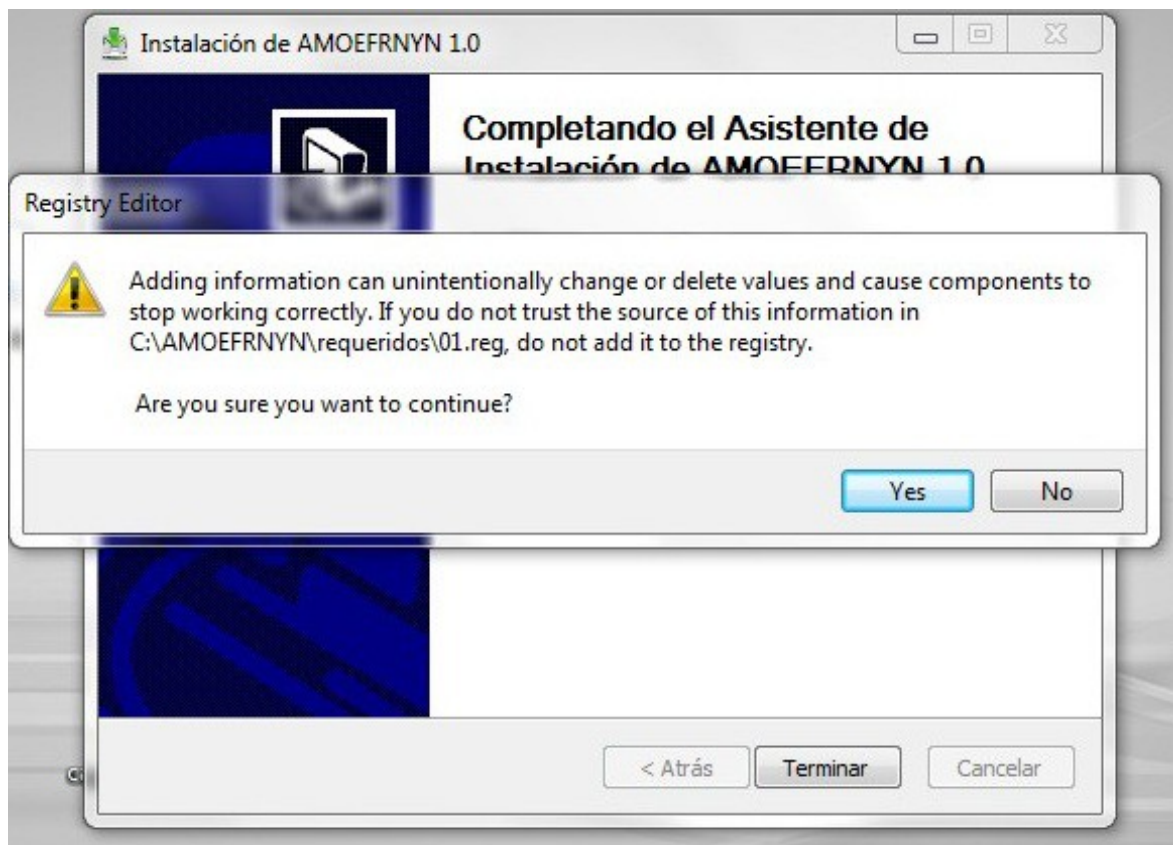 Instalación de AMOEFRNYN 1.0
Completando el Asistente de
Instalación de AMOEFRNYN 1.0
Registry Editor
Adding information can unintentionally change or delete values and cause components to
stop working correctly. If you do not trust the source of this information in
C:\AMOEFRNYN\requeridos\01.reg, do not add it to the registry.
Are you sure you want to continue?
Yes No
< Atrás Terminar Cancelar